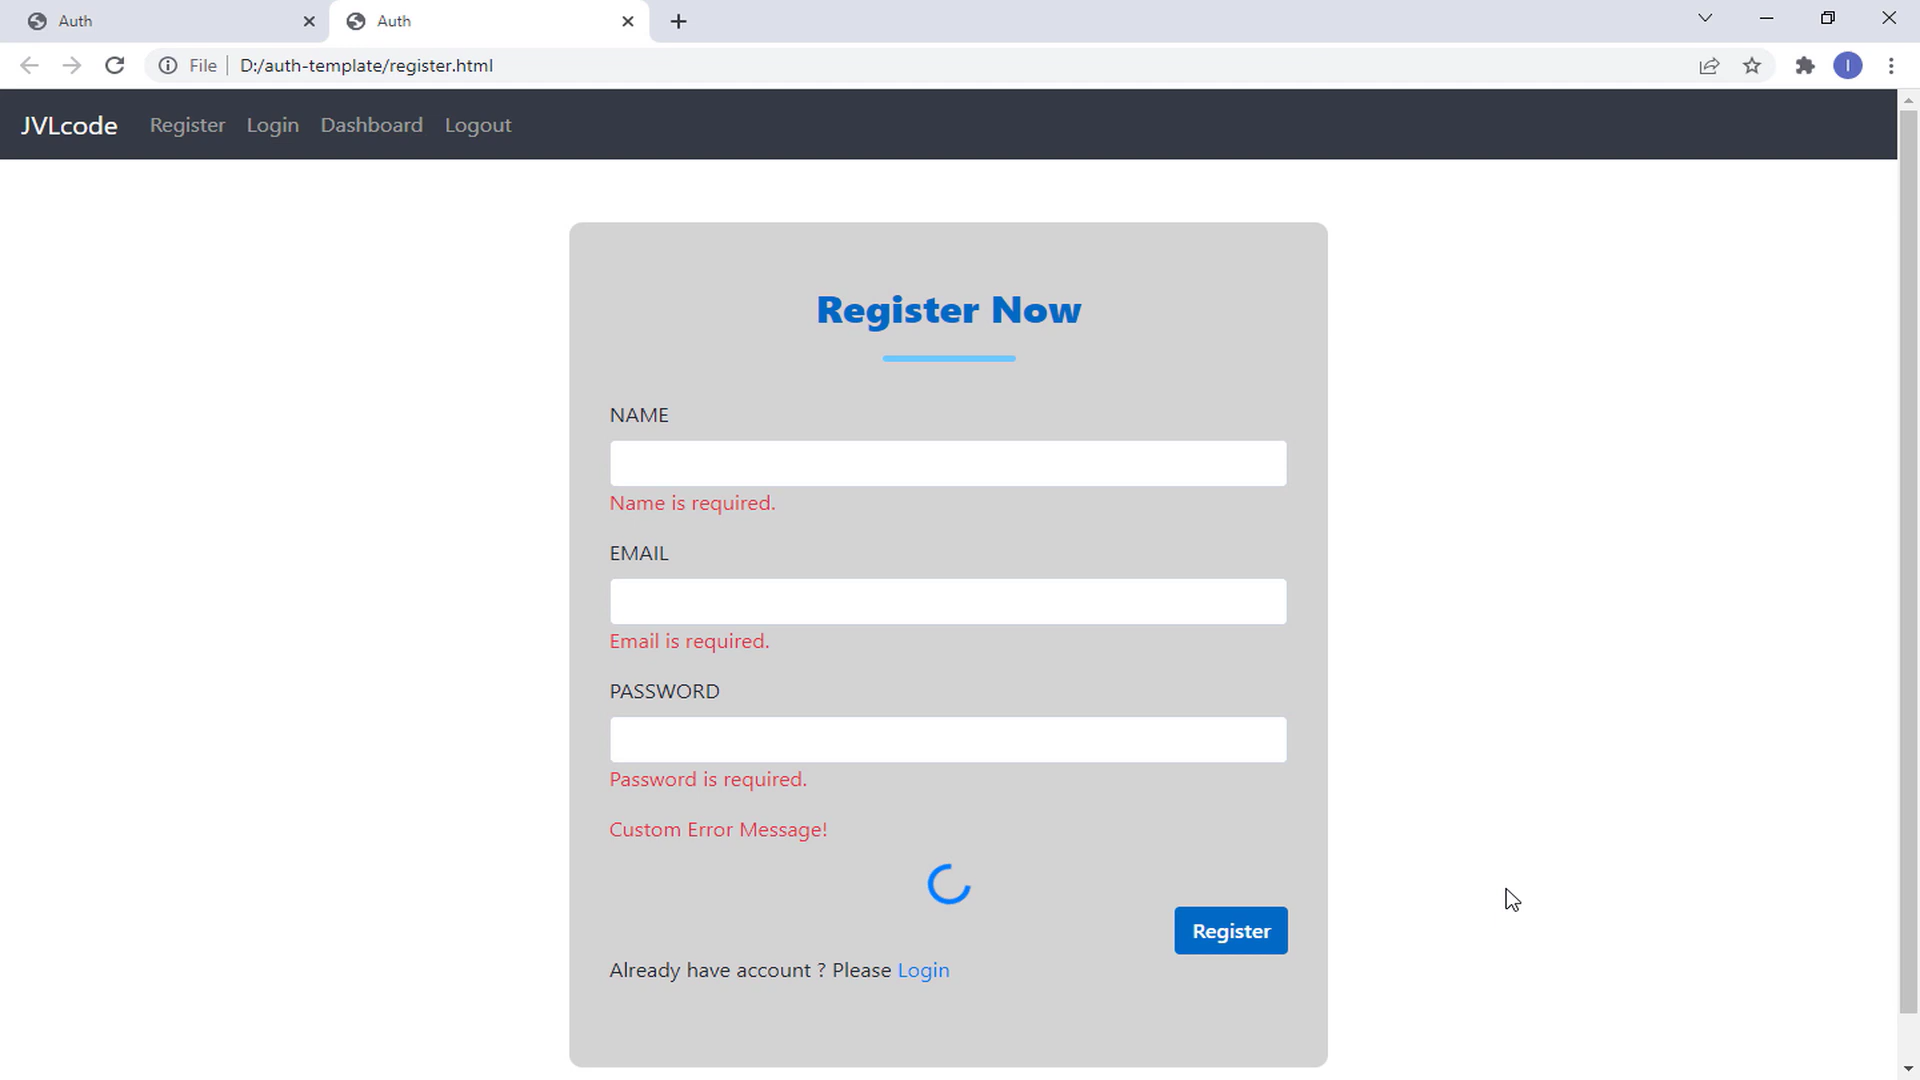 Auth
Auth
File D:/auth-template/register.html
I
JVLcode Register Login Dashboard Logout
Register Now
NAME
Name is required.
EMAIL
Email is required.
PASSWORD
Password is required.
Custom Error Message!
Register
Already have account ? Please Login